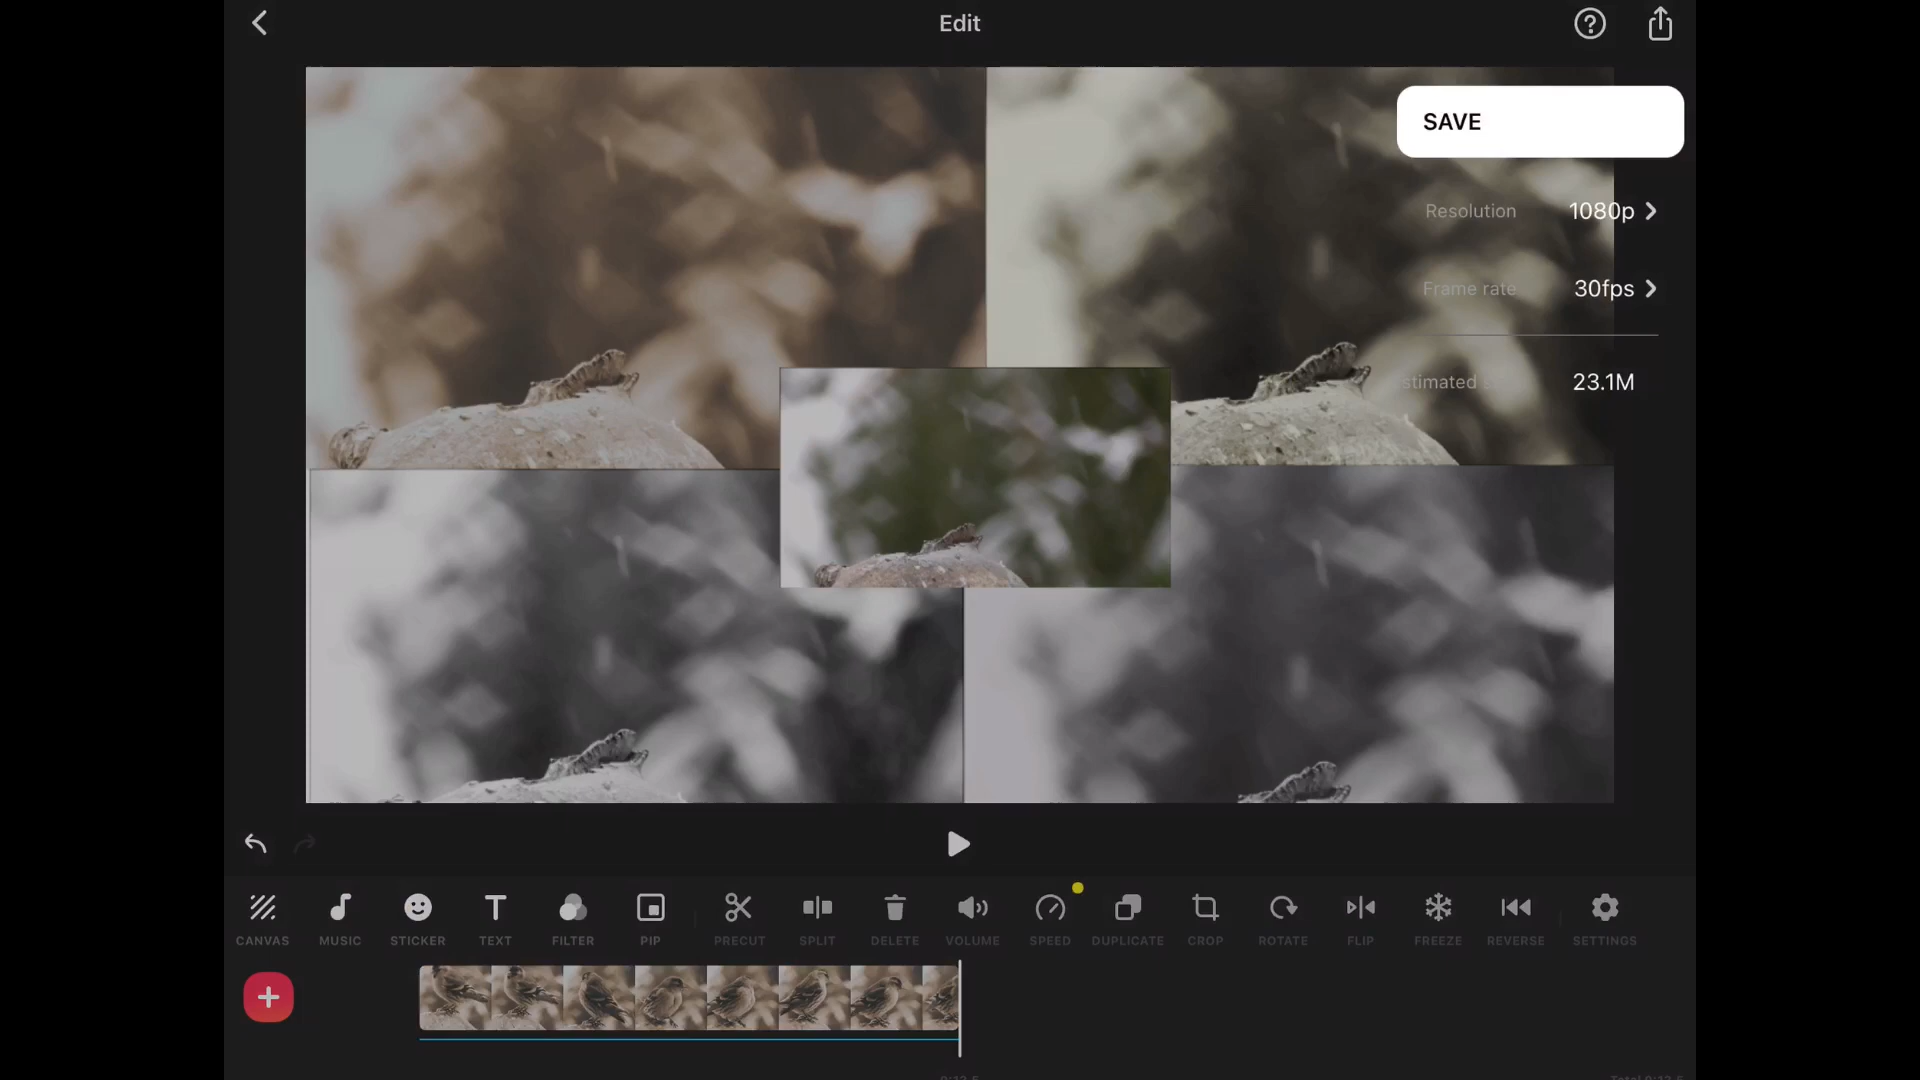 Edit
SAVE
Resolution 1080p
Frame rate 30fps
stimated 23.1M
CANVAS MUSIC STICKER TEXT FILTER PIP PRECUT SPLIT DELETE VOLUME SPEED DUPLICATE CROP ROTATE FLIP FREEZE REVERSE SETTINGS